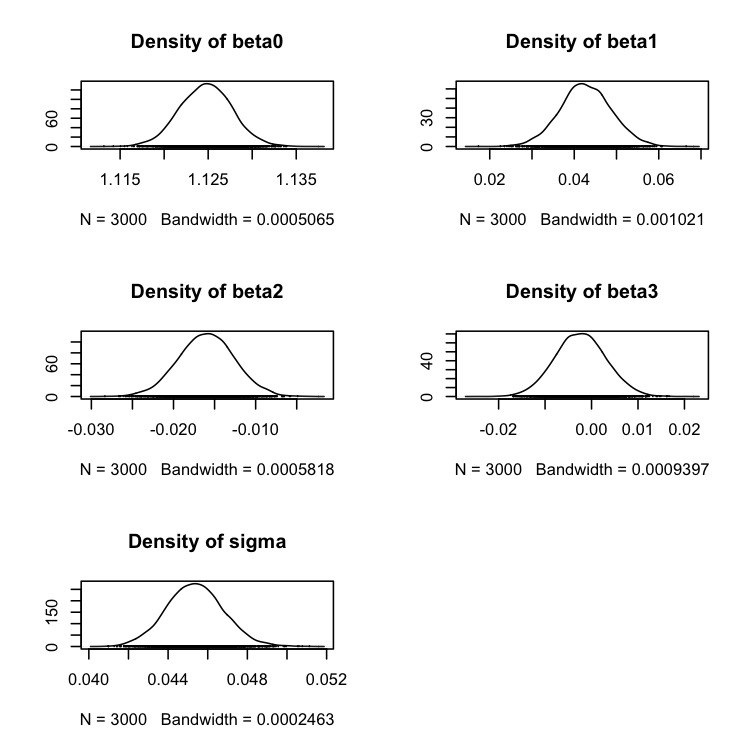 Density of beta0
60
0
1.115 1.125 1.135
N = 3000 Bandwidth = 0.0005065
Density of beta1
30
0
0.02 0.04 0.06
N = 3000 Bandwidth = 0.001021
Density of beta2
60
0
-0.030 -0.020 -0.010
N = 3000 Bandwidth = 0.0005818
Density of beta3
40
0
-0.02 0.00 0.01 0.02
N = 3000 Bandwidth = 0.0009397
Density of sigma
150
0
0.040 0.044 0.048 0.052
N = 3000 Bandwidth = 0.0002463